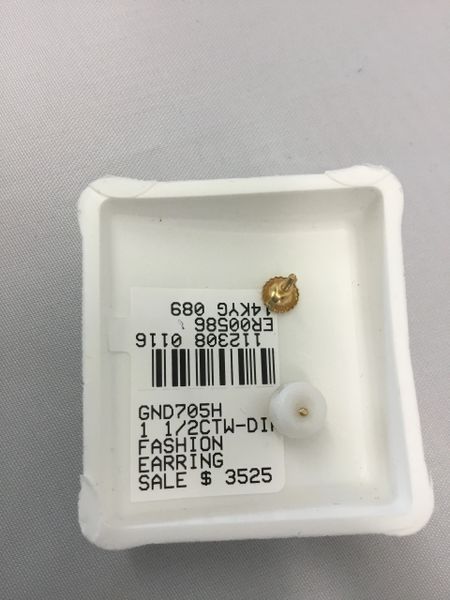 14KYG 089
ER00586
112308 0116
GND705H
1 1/2CTW-DI
FASHION
EARRING
SALE $ 3525